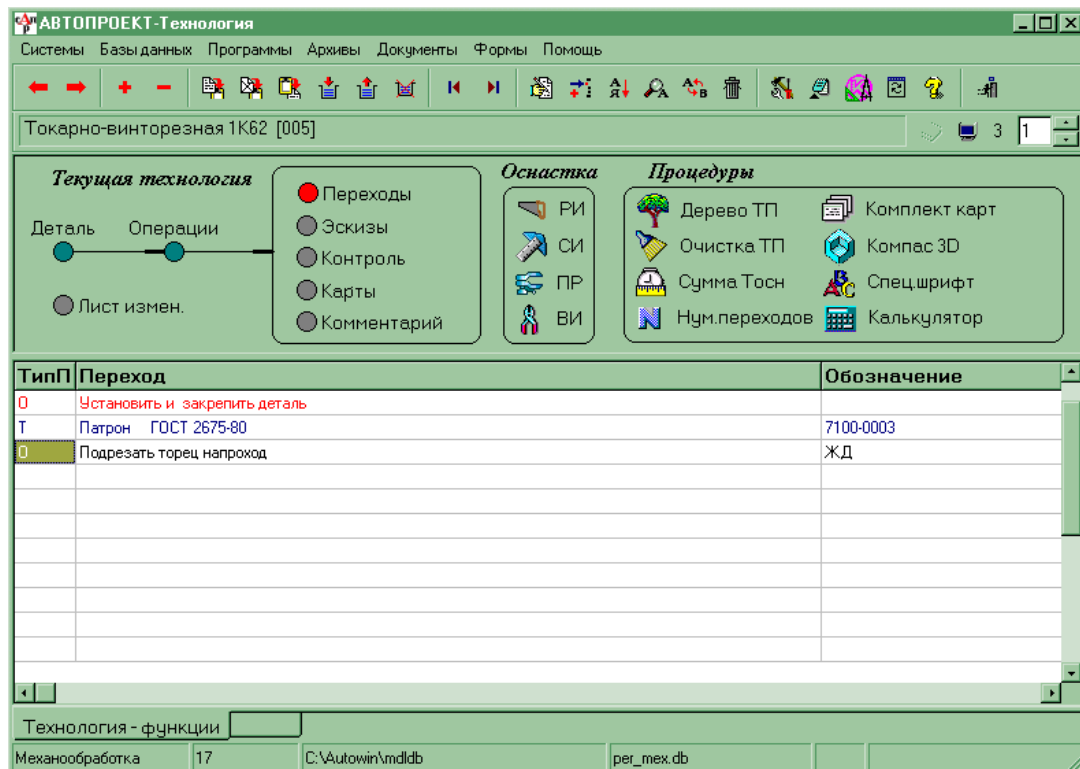 АВТОПРОЕКТ-Технология
Системы Базы данных Программы Архивы Документы Формы Помощь
Токарно-винторезная 1К62 [005] 3 1
Текущая технология
Деталь Операции
Лист измен.
Переходы
Эскизы
Контроль
Карты
Комментарий
Оснастка
РИ
СИ
ПР
ВИ
Процедуры
Дерево ТП Комплект карт
Очистка ТП Компас 3D
Сумма Тосн Спец.шрифт
Нум.переходов Калькулятор
ТипП Переход Обозначение
О Установить и закрепить деталь
Т Патрон ГОСТ 2675-80 7100-0003
О Подрезать торец напроход ЖД
Технология - функции
Механообработка 17 C:\Autowin\mdldb per_mex.db